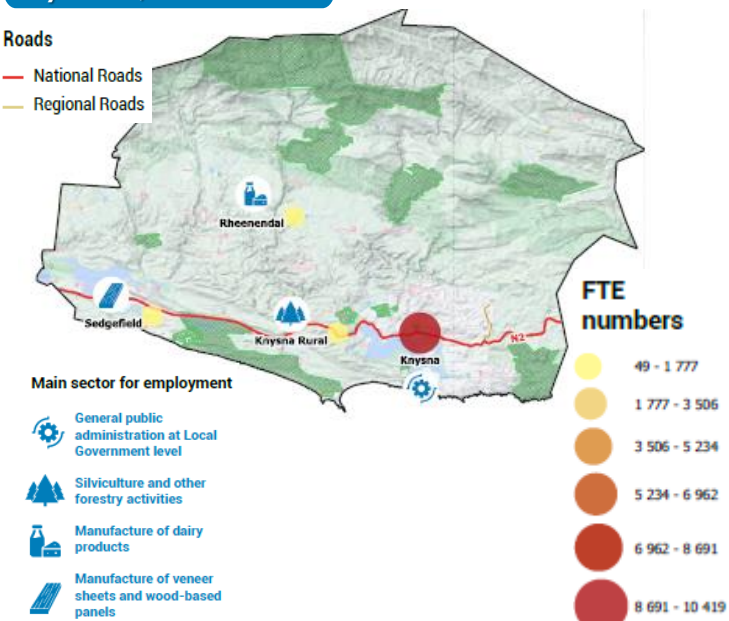 Roads
National Roads
Regional Roads
Rheenendal
Sedgefield
Knysna Rural
Knysna
N2
FTE
numbers
49 - 1 777
1 777 - 3 506
3 506 - 5 234
5 234 - 6 962
6 962 - 8 691
8 691 - 10 419
Main sector for employment
General public
administration at Local
Government level
Silviculture and other
forestry activities
Manufacture of dairy
products
Manufacture of veneer
sheets and wood-based
panels